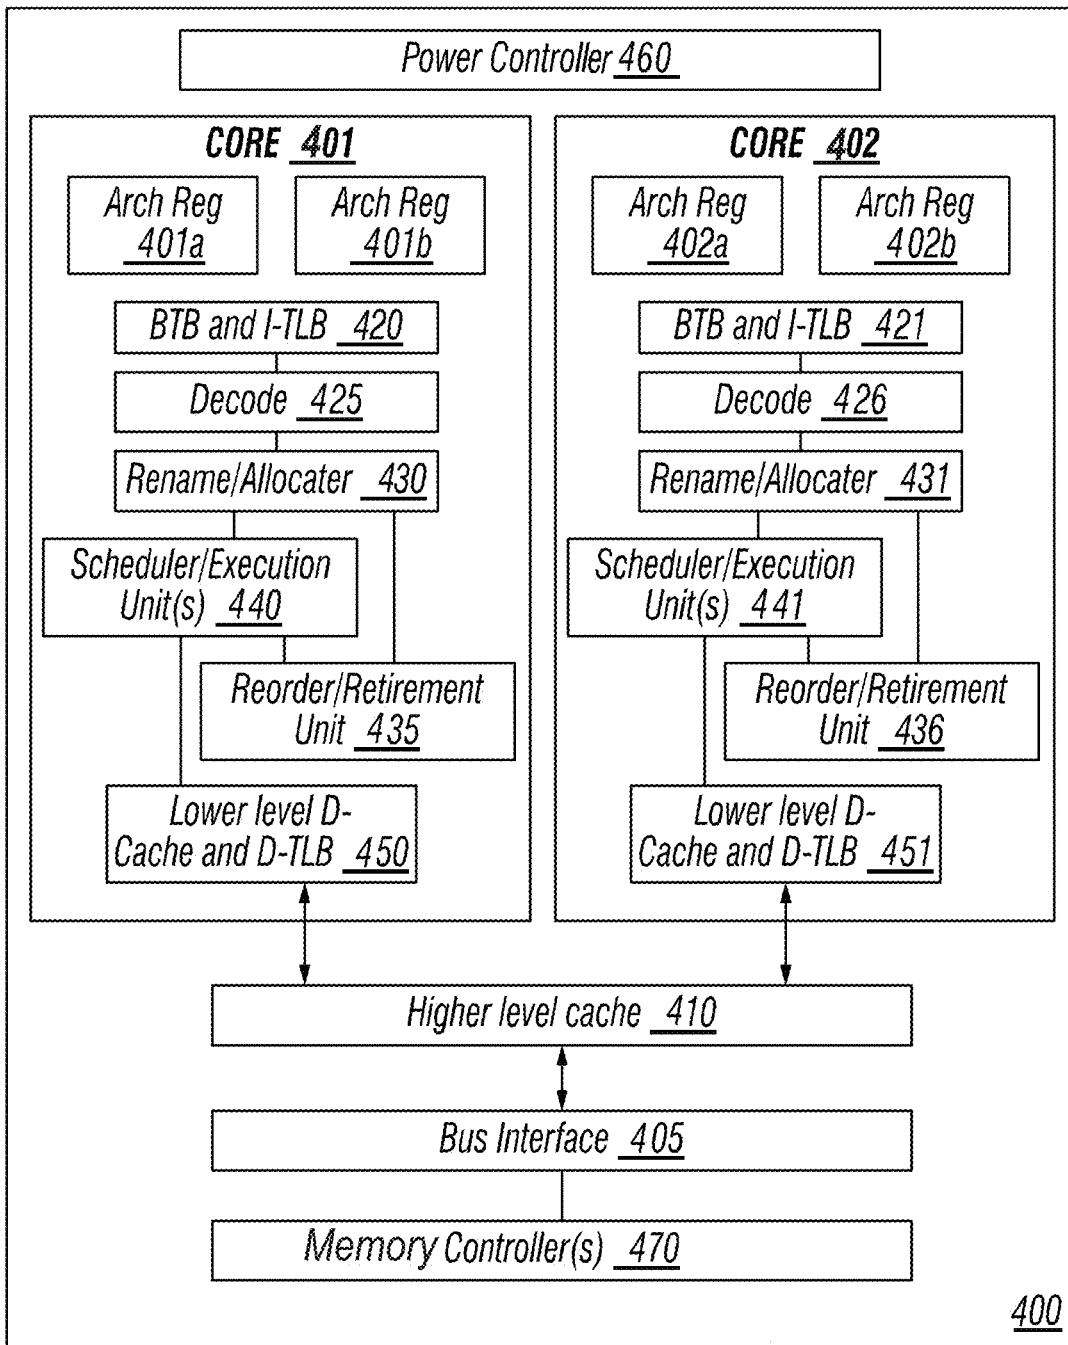 Power Controller 460
CORE 401
Arch Reg
401a
Arch Reg
401b
BTB and I-TLB 420
Decode 425
Rename/Allocater 430
Scheduler/Execution
Unit(s) 440
Reorder/Retirement
Unit 435
Lower level D-
Cache and D-TLB 450
CORE 402
Arch Reg
402a
Arch Reg
402b
BTB and I-TLB 421
Decode 426
Rename/Allocater 431
Scheduler/Execution
Unit(s) 441
Reorder/Retirement
Unit 436
Lower level D-
Cache and D-TLB 451
Higher level cache 410
Bus Interface 405
Memory Controller(s) 470
400